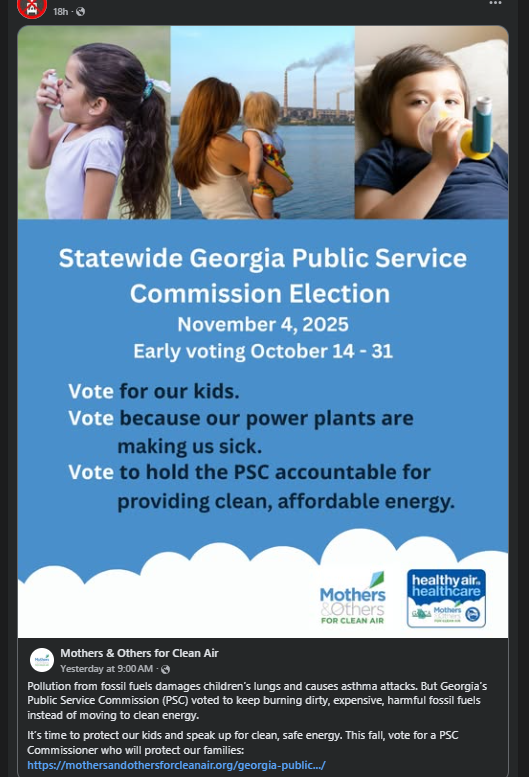 18h ·
Statewide Georgia Public Service
Commission Election
November 4, 2025
Early voting October 14 - 31
Vote for our kids.
Vote because our power plants are
making us sick.
Vote to hold the PSC accountable for
providing clean, affordable energy.
Mothers
&Others
FOR CLEAN AIR
healthy air in
healthcare
Mothers
&Others
Mothers & Others for Clean Air
Yesterday at 9:00 AM ·
Pollution from fossil fuels damages children's lungs and causes asthma attacks. But Georgia's
Public Service Commission (PSC) voted to keep burning dirty, expensive, harmful fossil fuels
instead of moving to clean energy.
It's time to protect our kids and speak up for clean, safe energy. This fall, vote for a PSC
Commissioner who will protect our families:
https://mothersandothersforcleanair.org/georgia-public.../